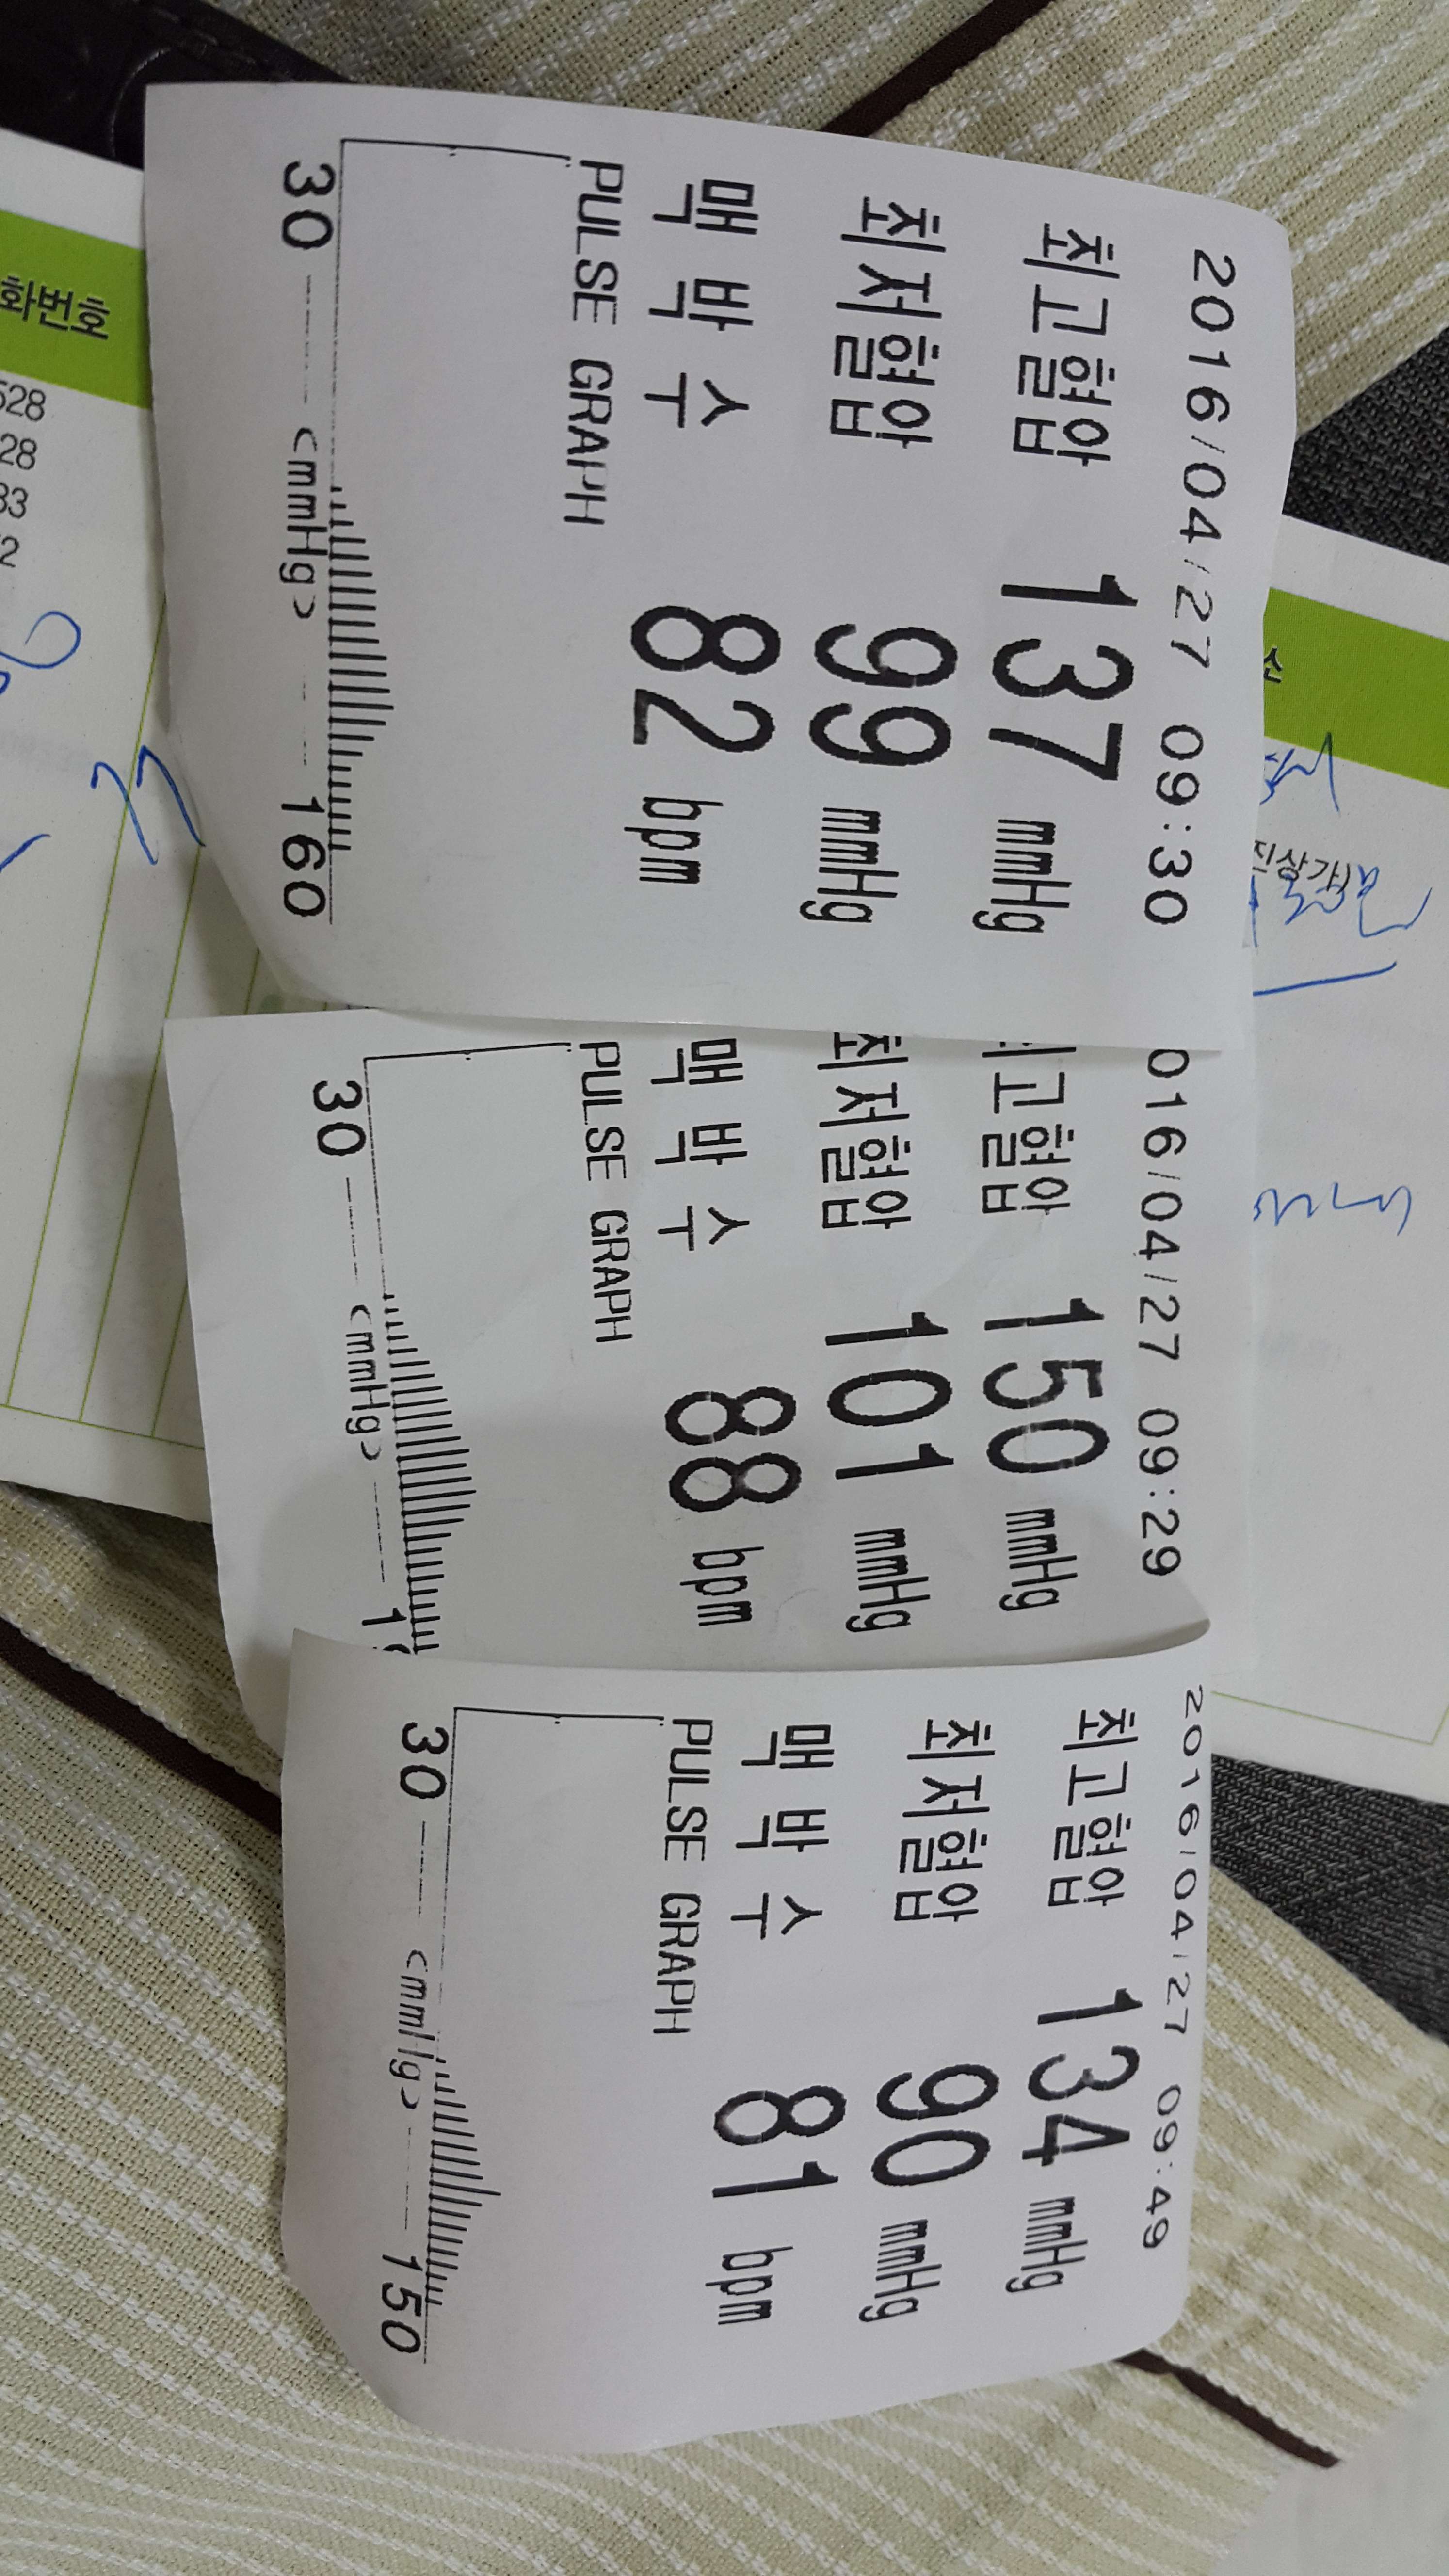 2016/04/27 09:30
최고혈압 137 mmHg
최저혈압 99 mmHg
맥 박 수 82 bpm
PULSE GRAPH
30 <mmHg> 160
016/04/27 09:29
고혈압 150 mmHg
최저혈압 101 mmHg
맥 박 수 88 bpm
PULSE GRAPH
30 <mmHg> 1
2016/04/27 09:49
최고혈압 134 mmHg
최저혈압 90 mmHg
맥 박 수 81 bpm
PULSE GRAPH
30 <mmHg> 150
화번호
528
28
33
2
신
진상가